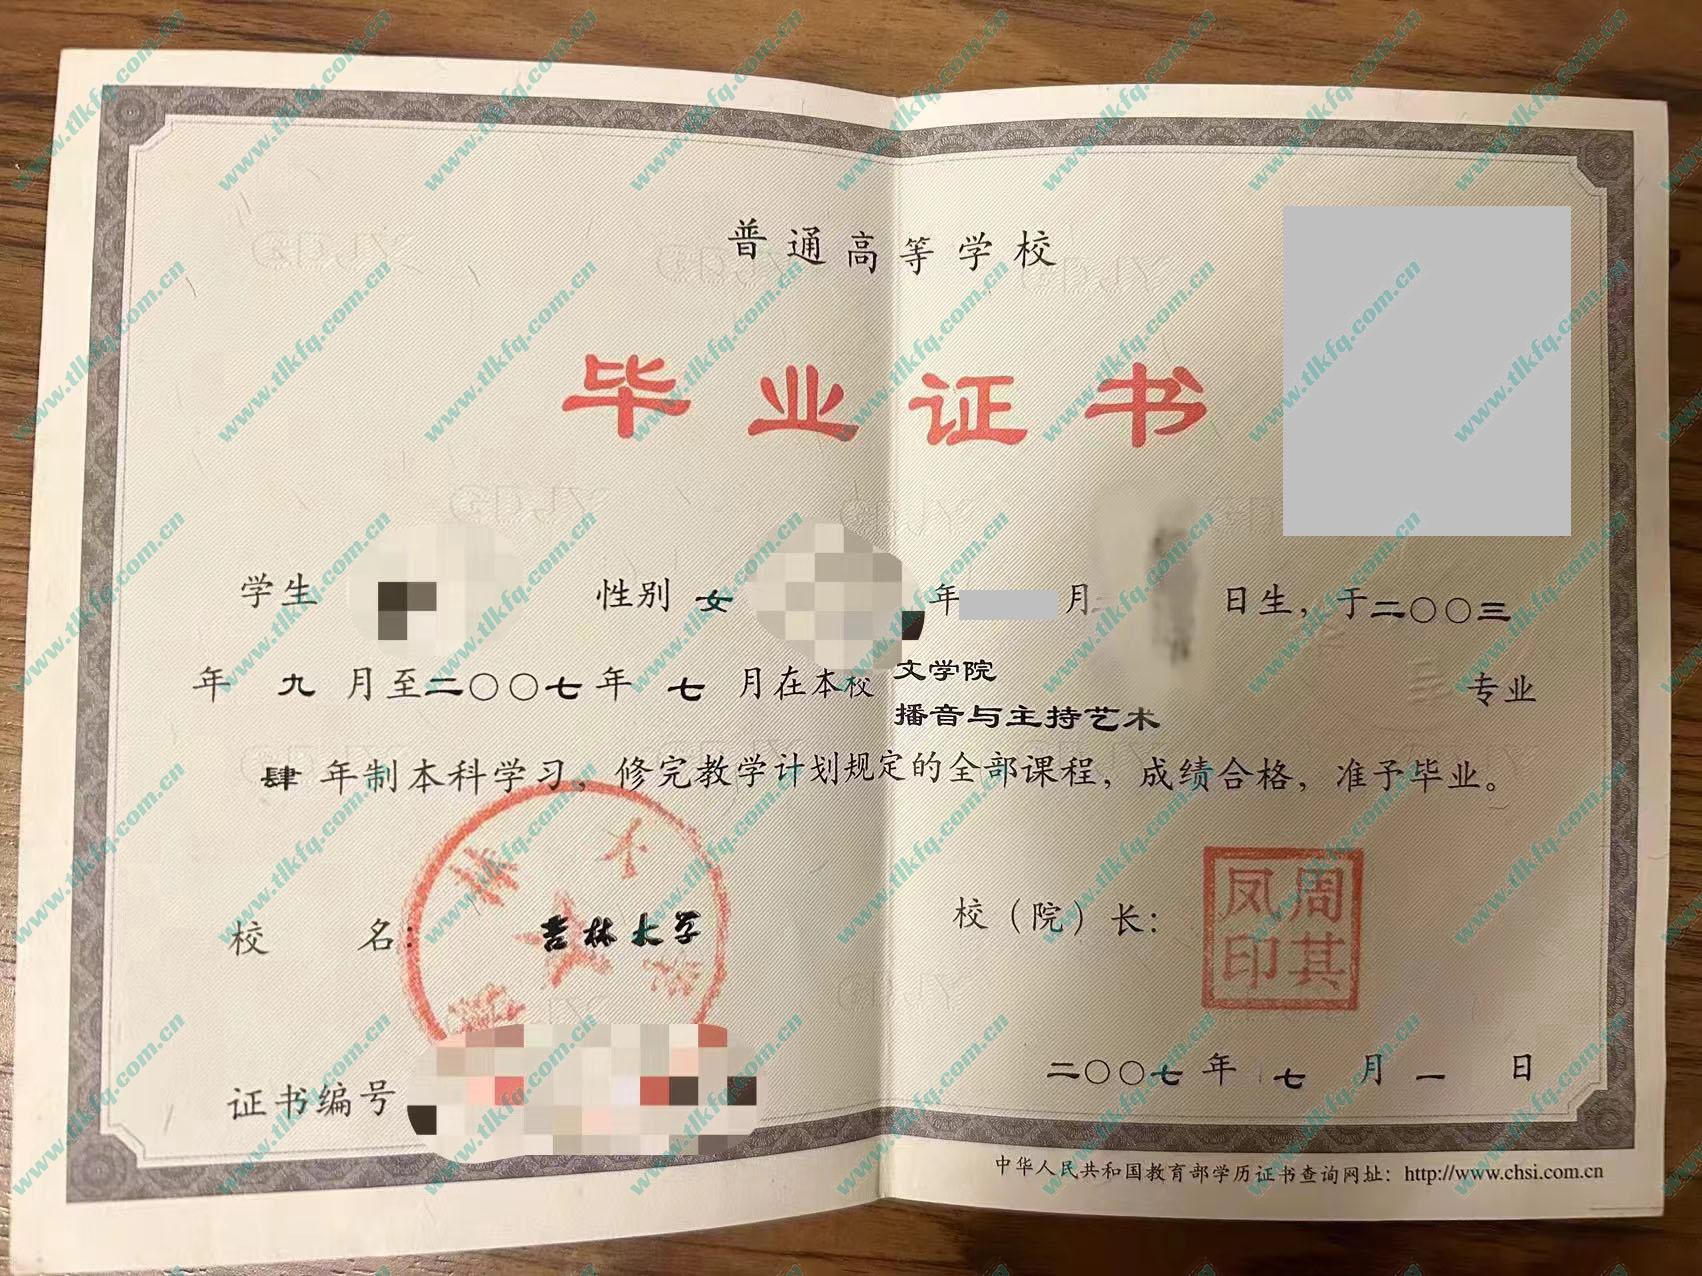 普通高等学校
毕业证书
学生 性别 女 年 月 日生，于二〇〇三
年 九 月至二〇〇七年 七 月在本校 文学院
播音与主持艺术 专业
肆 年制本科学习，修完教学计划规定的全部课程，成绩合格，准予毕业。
校 名： 吉林大学
校（院）长：
周其
凤印
证书编号
二〇〇七 年 七 月 一 日
中华人民共和国教育部学历证书查询网址： http://www.chsi.com.cn
www.tlkfq.com.cn